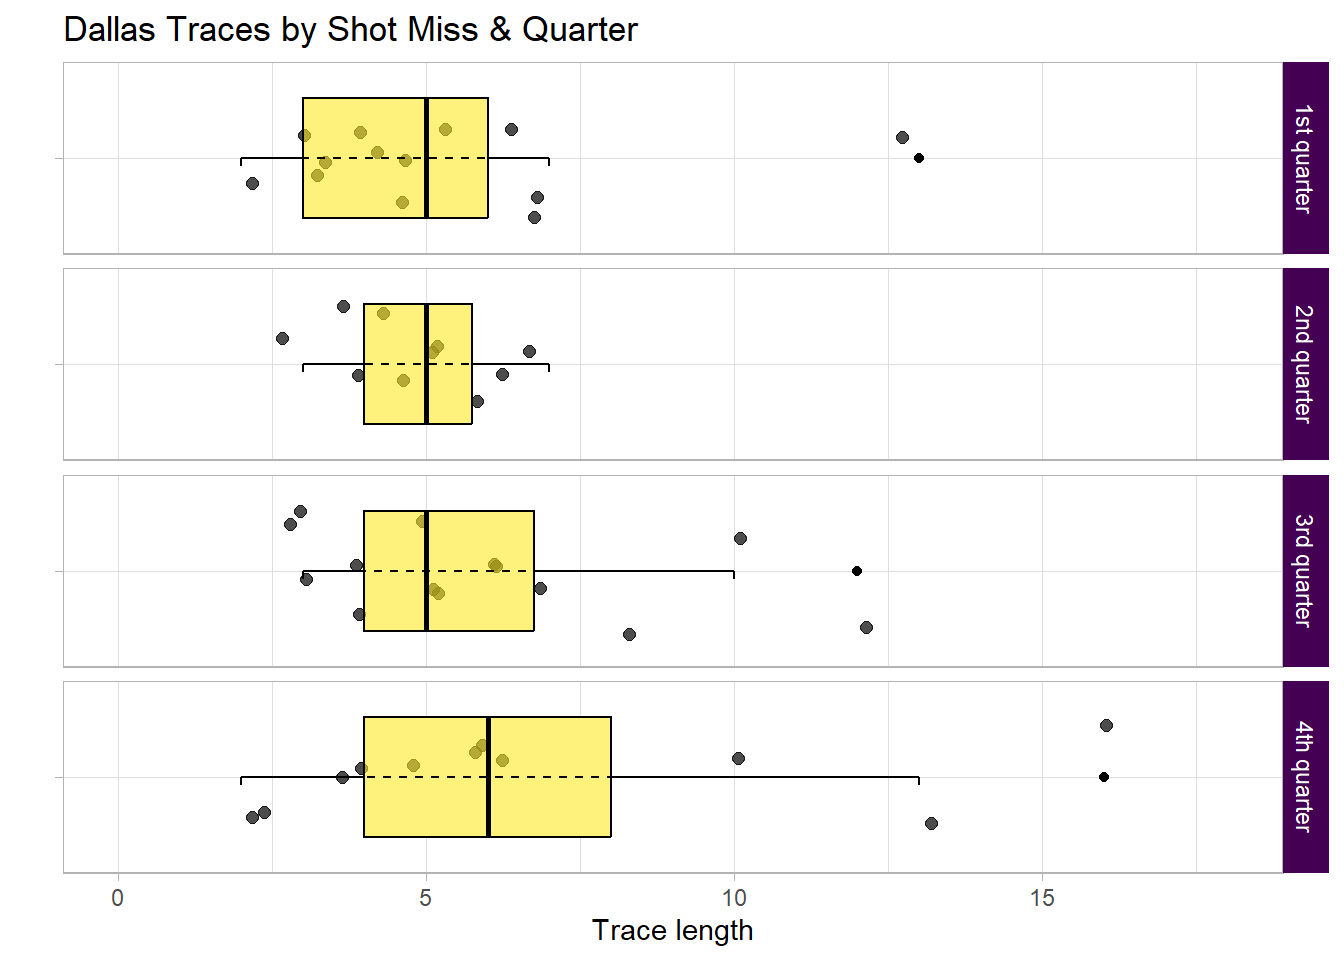 Dallas Traces by Shot Miss & Quarter
1st quarter
2nd quarter
3rd quarter
4th quarter
0 5 10 15
Trace length